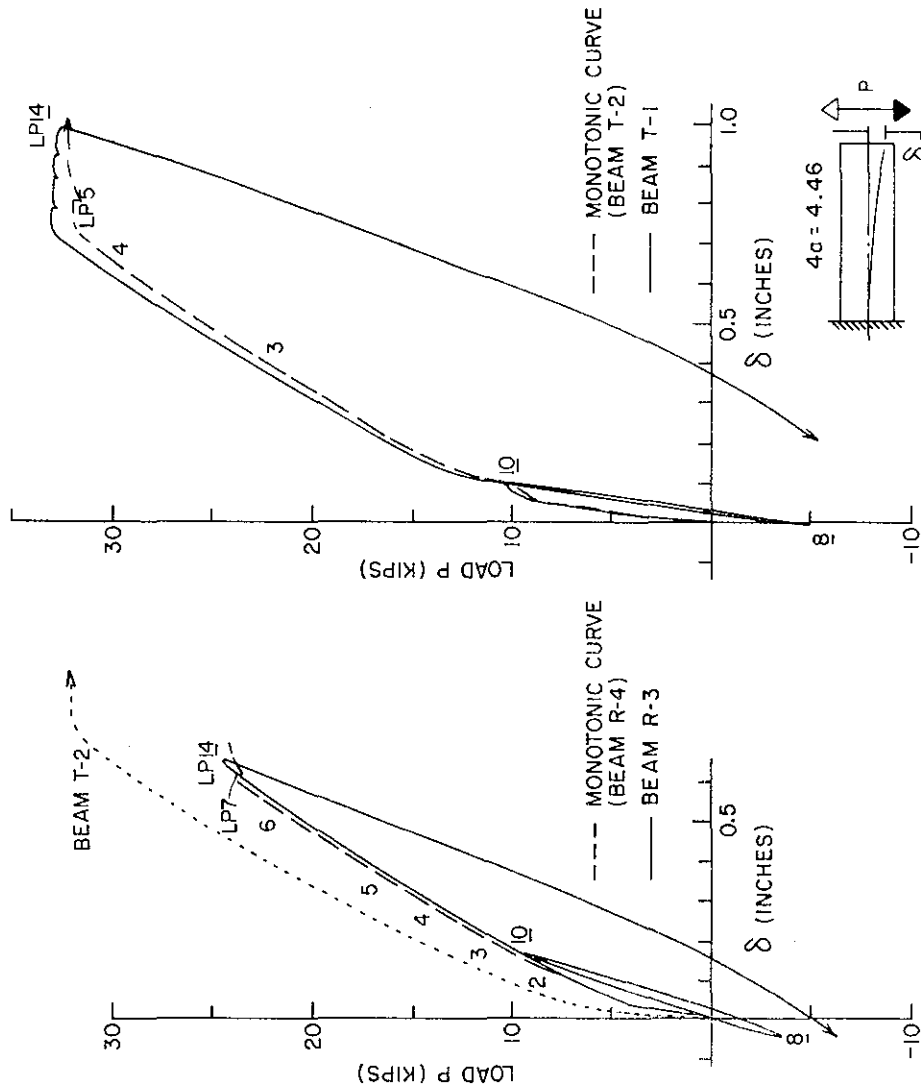 BEAM T-2
30
20
10
-10
LOAD P (KIPS)
LP14
LP7
6
5
4
3
2
10
8
0.5
δ (INCHES)
MONOTONIC CURVE
(BEAM R-4)
BEAM R-3
30
20
10
-10
LOAD P (KIPS)
LP14
LP5
4
3
10
8
0.5
1.0
δ (INCHES)
MONOTONIC CURVE
(BEAM T-2)
BEAM T-1
4a = 4.46
P
δ